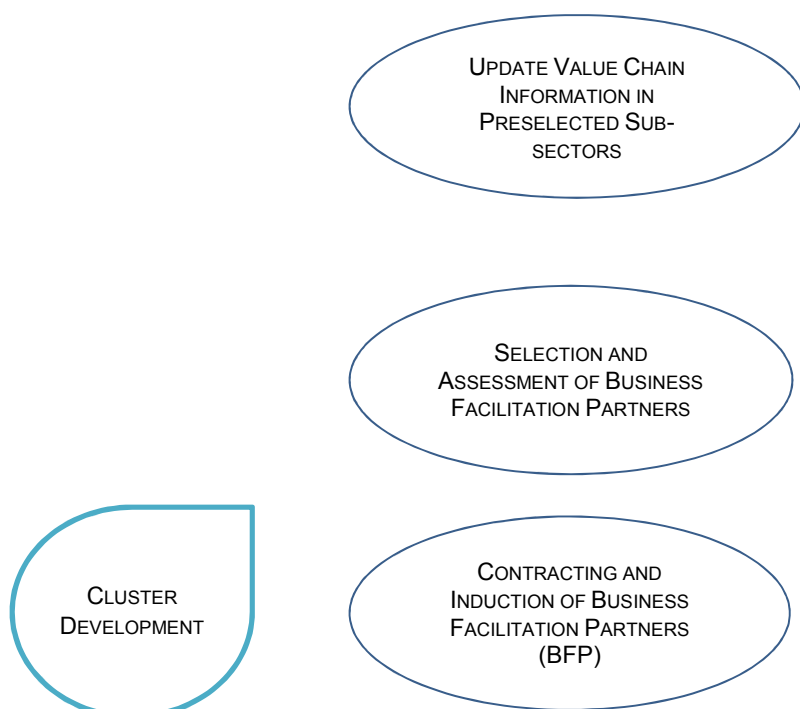 UPDATE VALUE CHAIN
INFORMATION IN
PRESELECTED SUB-
SECTORS
SELECTION AND
ASSESSMENT OF BUSINESS
FACILITATION PARTNERS
CLUSTER
DEVELOPMENT
CONTRACTING AND
INDUCTION OF BUSINESS
FACILITATION PARTNERS
(BFP)